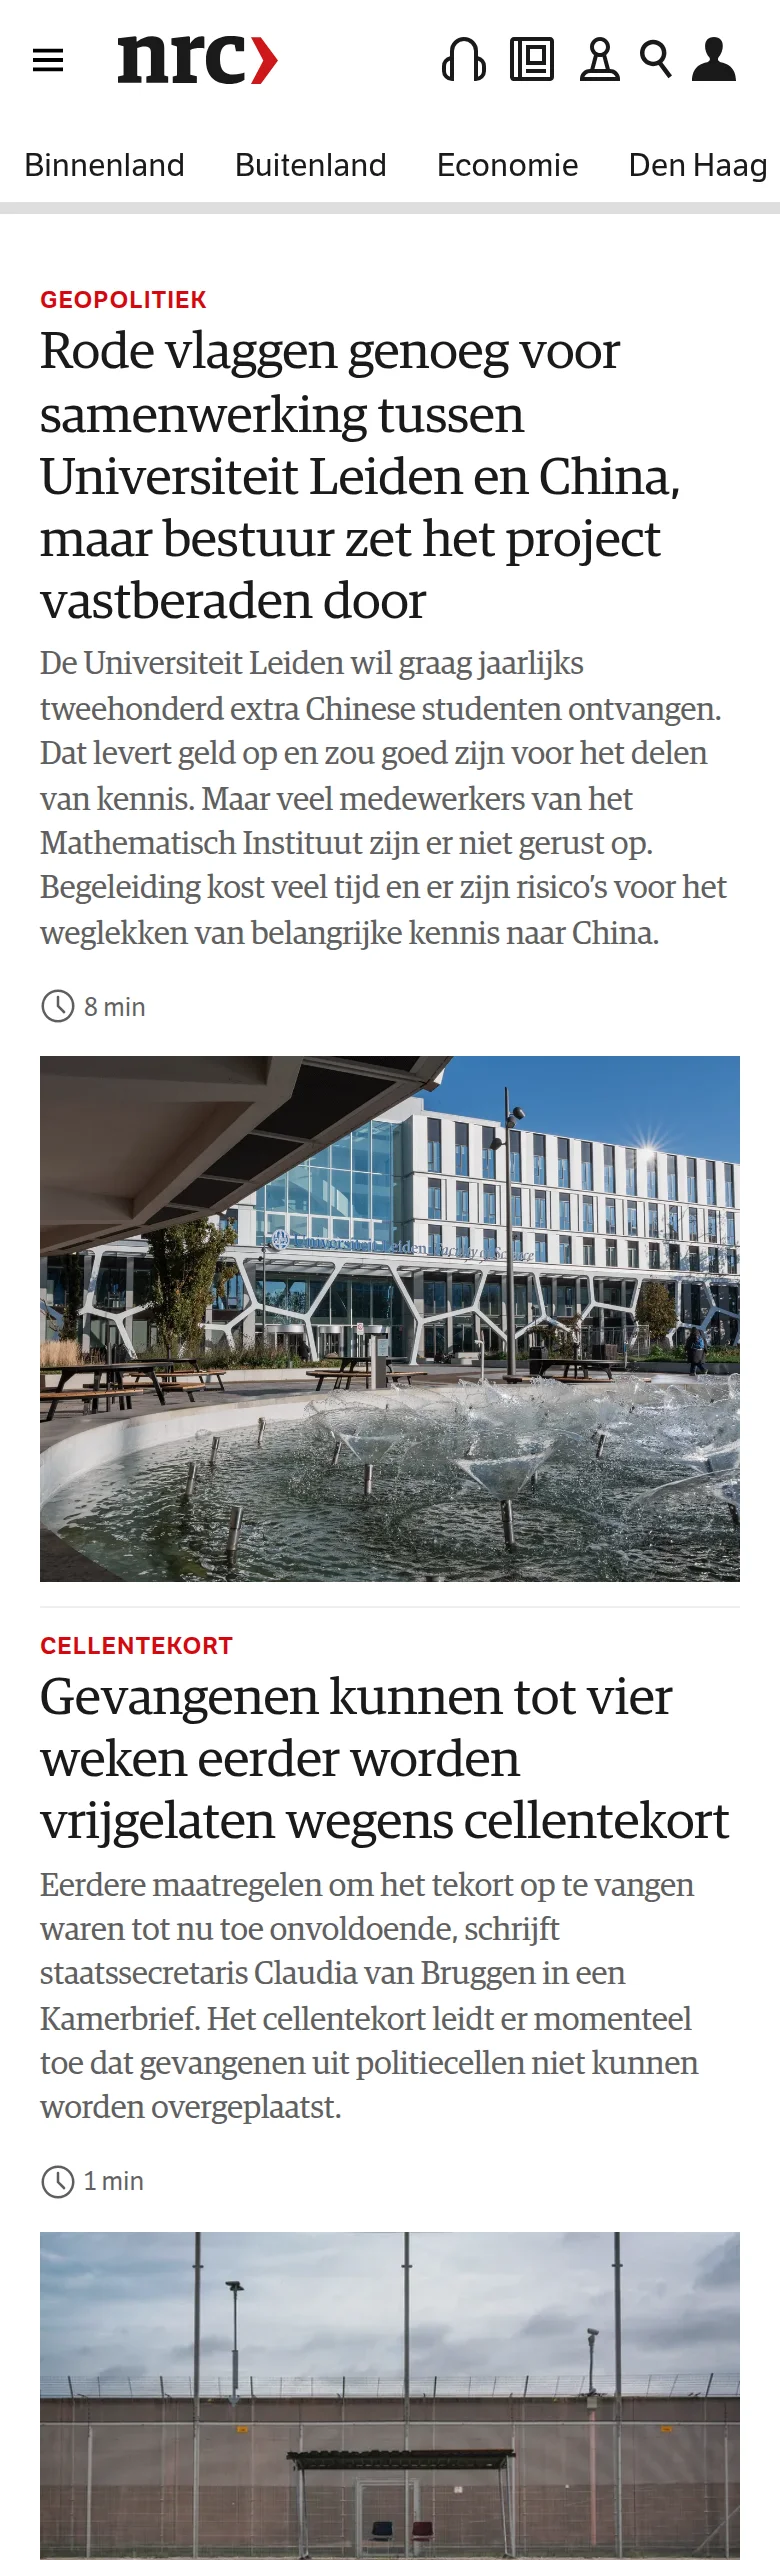 nrc
Binnenland Buitenland Economie Den Haag
GEOPOLITIEK
Rode vlaggen genoeg voor
samenwerking tussen
Universiteit Leiden en China,
maar bestuur zet het project
vastberaden door
De Universiteit Leiden wil graag jaarlijks
tweehonderd extra Chinese studenten ontvangen.
Dat levert geld op en zou goed zijn voor het delen
van kennis. Maar veel medewerkers van het
Mathematisch Instituut zijn er niet gerust op.
Begeleiding kost veel tijd en er zijn risico's voor het
weglekken van belangrijke kennis naar China.
8 min
Universiteit Leiden Faculty of Science
CELLENTEKORT
Gevangenen kunnen tot vier
weken eerder worden
vrijgelaten wegens cellentekort
Eerdere maatregelen om het tekort op te vangen
waren tot nu toe onvoldoende, schrijft
staatssecretaris Claudia van Bruggen in een
Kamerbrief. Het cellentekort leidt er momenteel
toe dat gevangenen uit politiecellen niet kunnen
worden overgeplaatst.
1 min